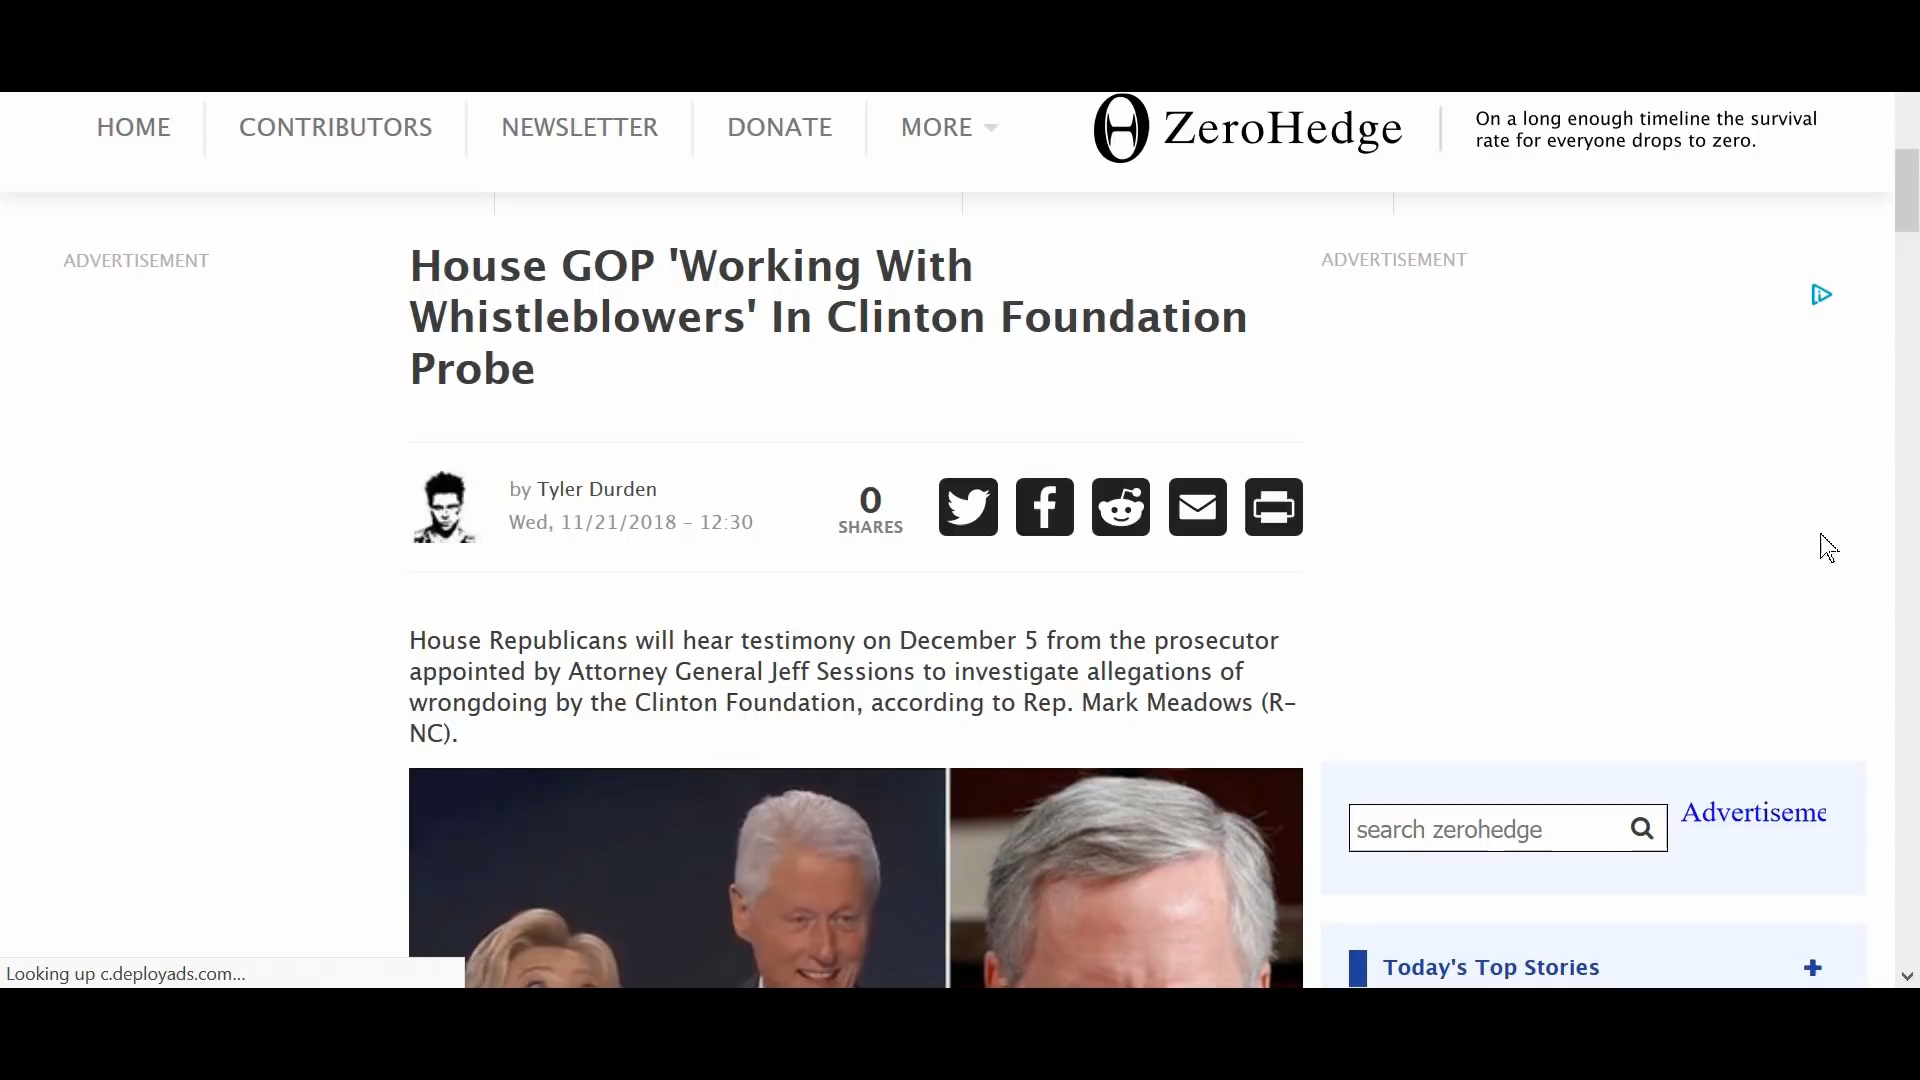 HOME
CONTRIBUTORS
NEWSLETTER
DONATE
MORE
ZeroHedge
On a long enough timeline the survival
rate for everyone drops to zero.
ADVERTISEMENT
House GOP 'Working With
Whistleblowers' In Clinton Foundation
Probe
ADVERTISEMENT
by Tyler Durden
Wed, 11/21/2018 - 12:30
0
SHARES
House Republicans will hear testimony on December 5 from the prosecutor
appointed by Attorney General Jeff Sessions to investigate allegations of
wrongdoing by the Clinton Foundation, according to Rep. Mark Meadows (R-
NC).
search zerohedge
Advertiseme
Today's Top Stories
Looking up c.deployads.com...